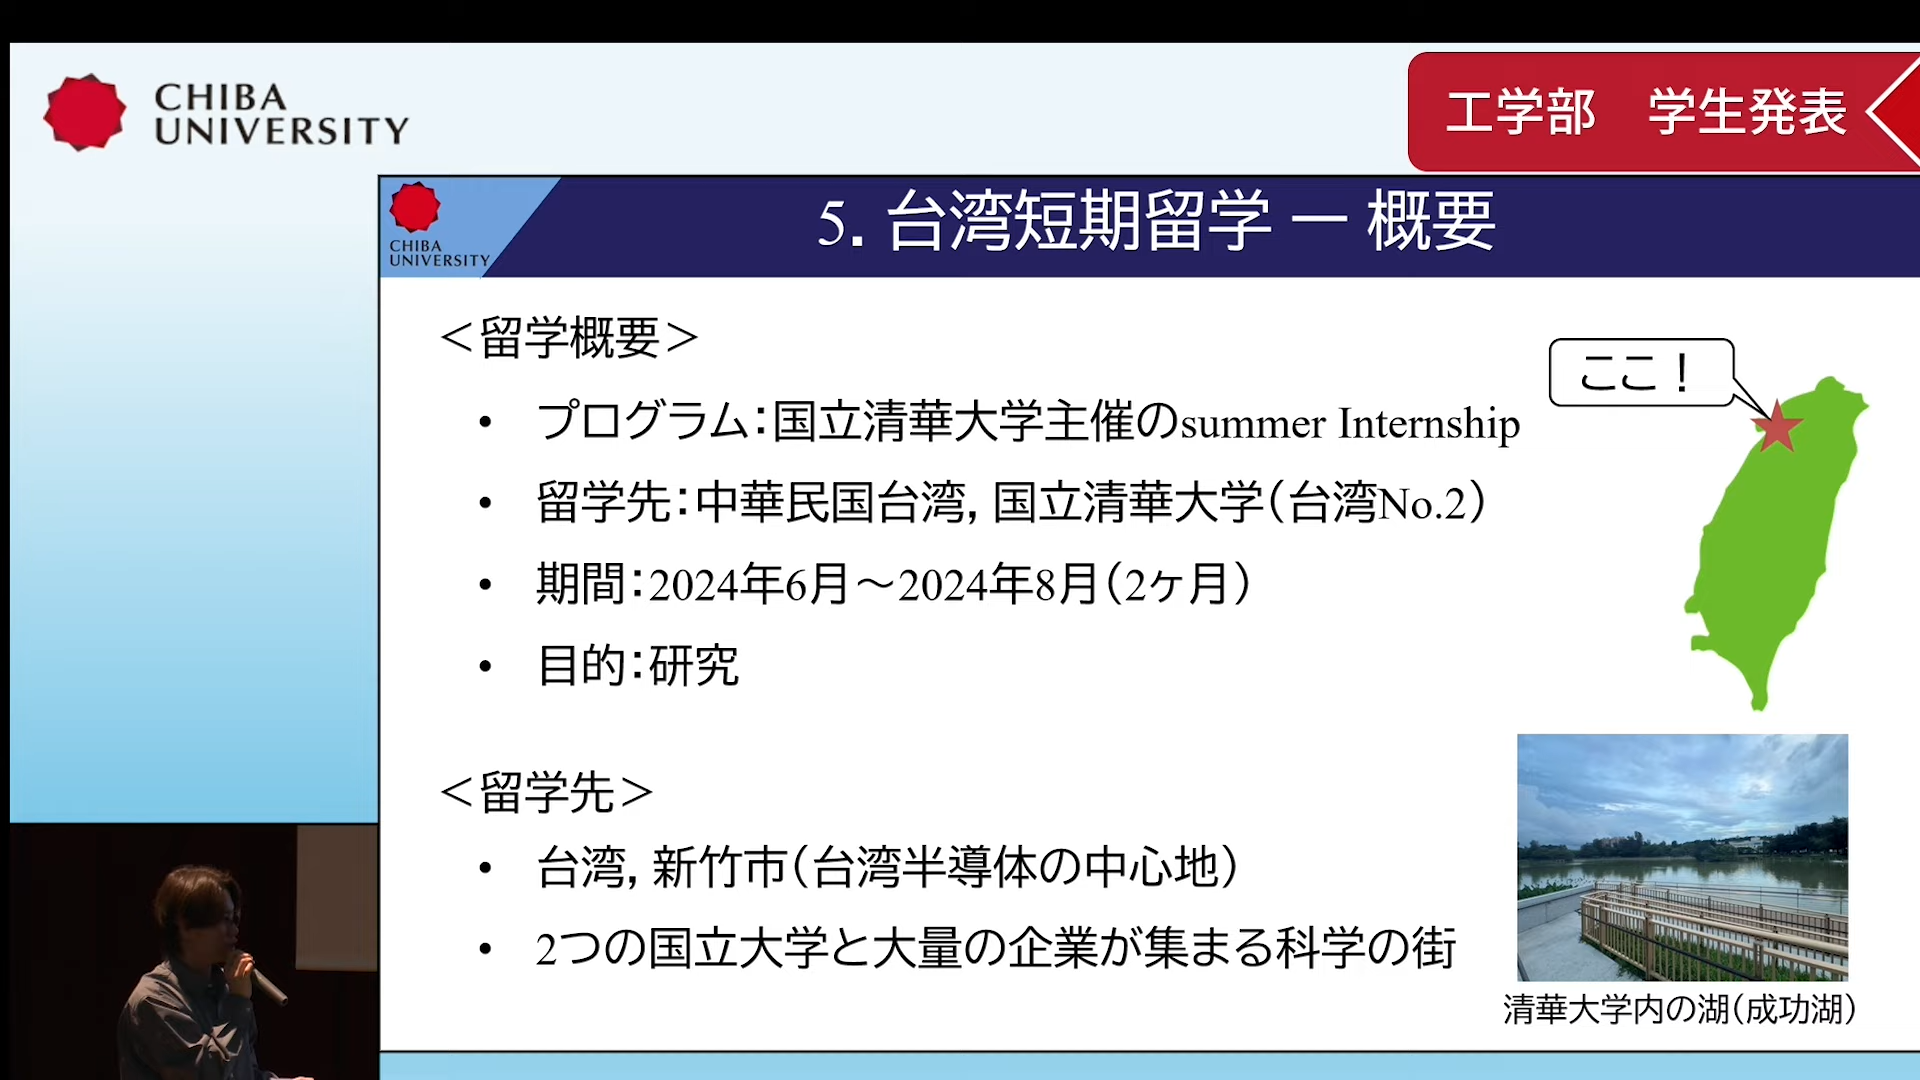 CHIBA
UNIVERSITY
工学部　学生発表
CHIBA
UNIVERSITY
5. 台湾短期留学 ー 概要
＜留学概要＞
• プログラム：国立清華大学主催のsummer Internship
• 留学先：中華民国台湾，国立清華大学（台湾No.2）
• 期間：2024年6月～2024年8月（2ヶ月）
• 目的：研究
ここ！
＜留学先＞
• 台湾，新竹市（台湾半導体の中心地）
• 2つの国立大学と大量の企業が集まる科学の街
清華大学内の湖（成功湖）